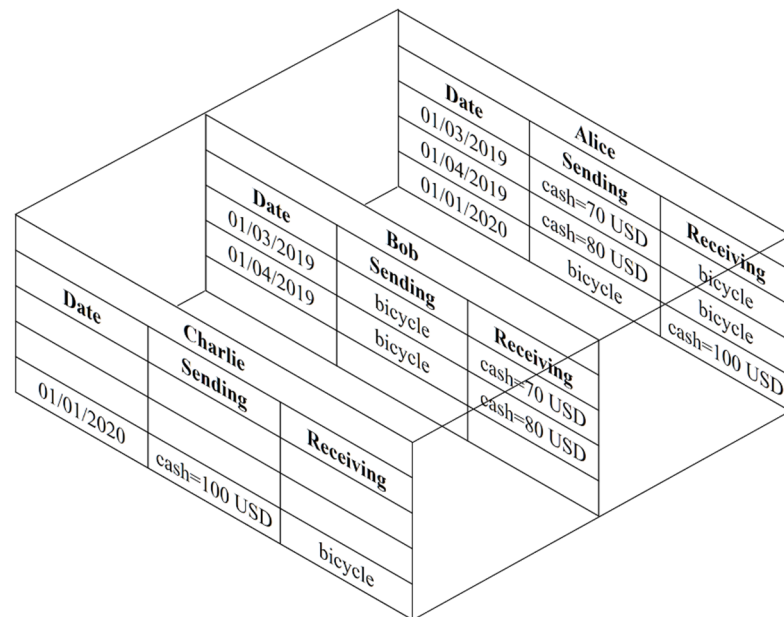 Alice
Date Sending Receiving
01/03/2019 cash=70 USD bicycle
01/04/2019 cash=80 USD bicycle
01/01/2020 bicycle cash=100 USD
Bob
Date Sending Receiving
01/03/2019 bicycle cash=70 USD
01/04/2019 bicycle cash=80 USD
Charlie
Date Sending Receiving
01/01/2020 cash=100 USD bicycle